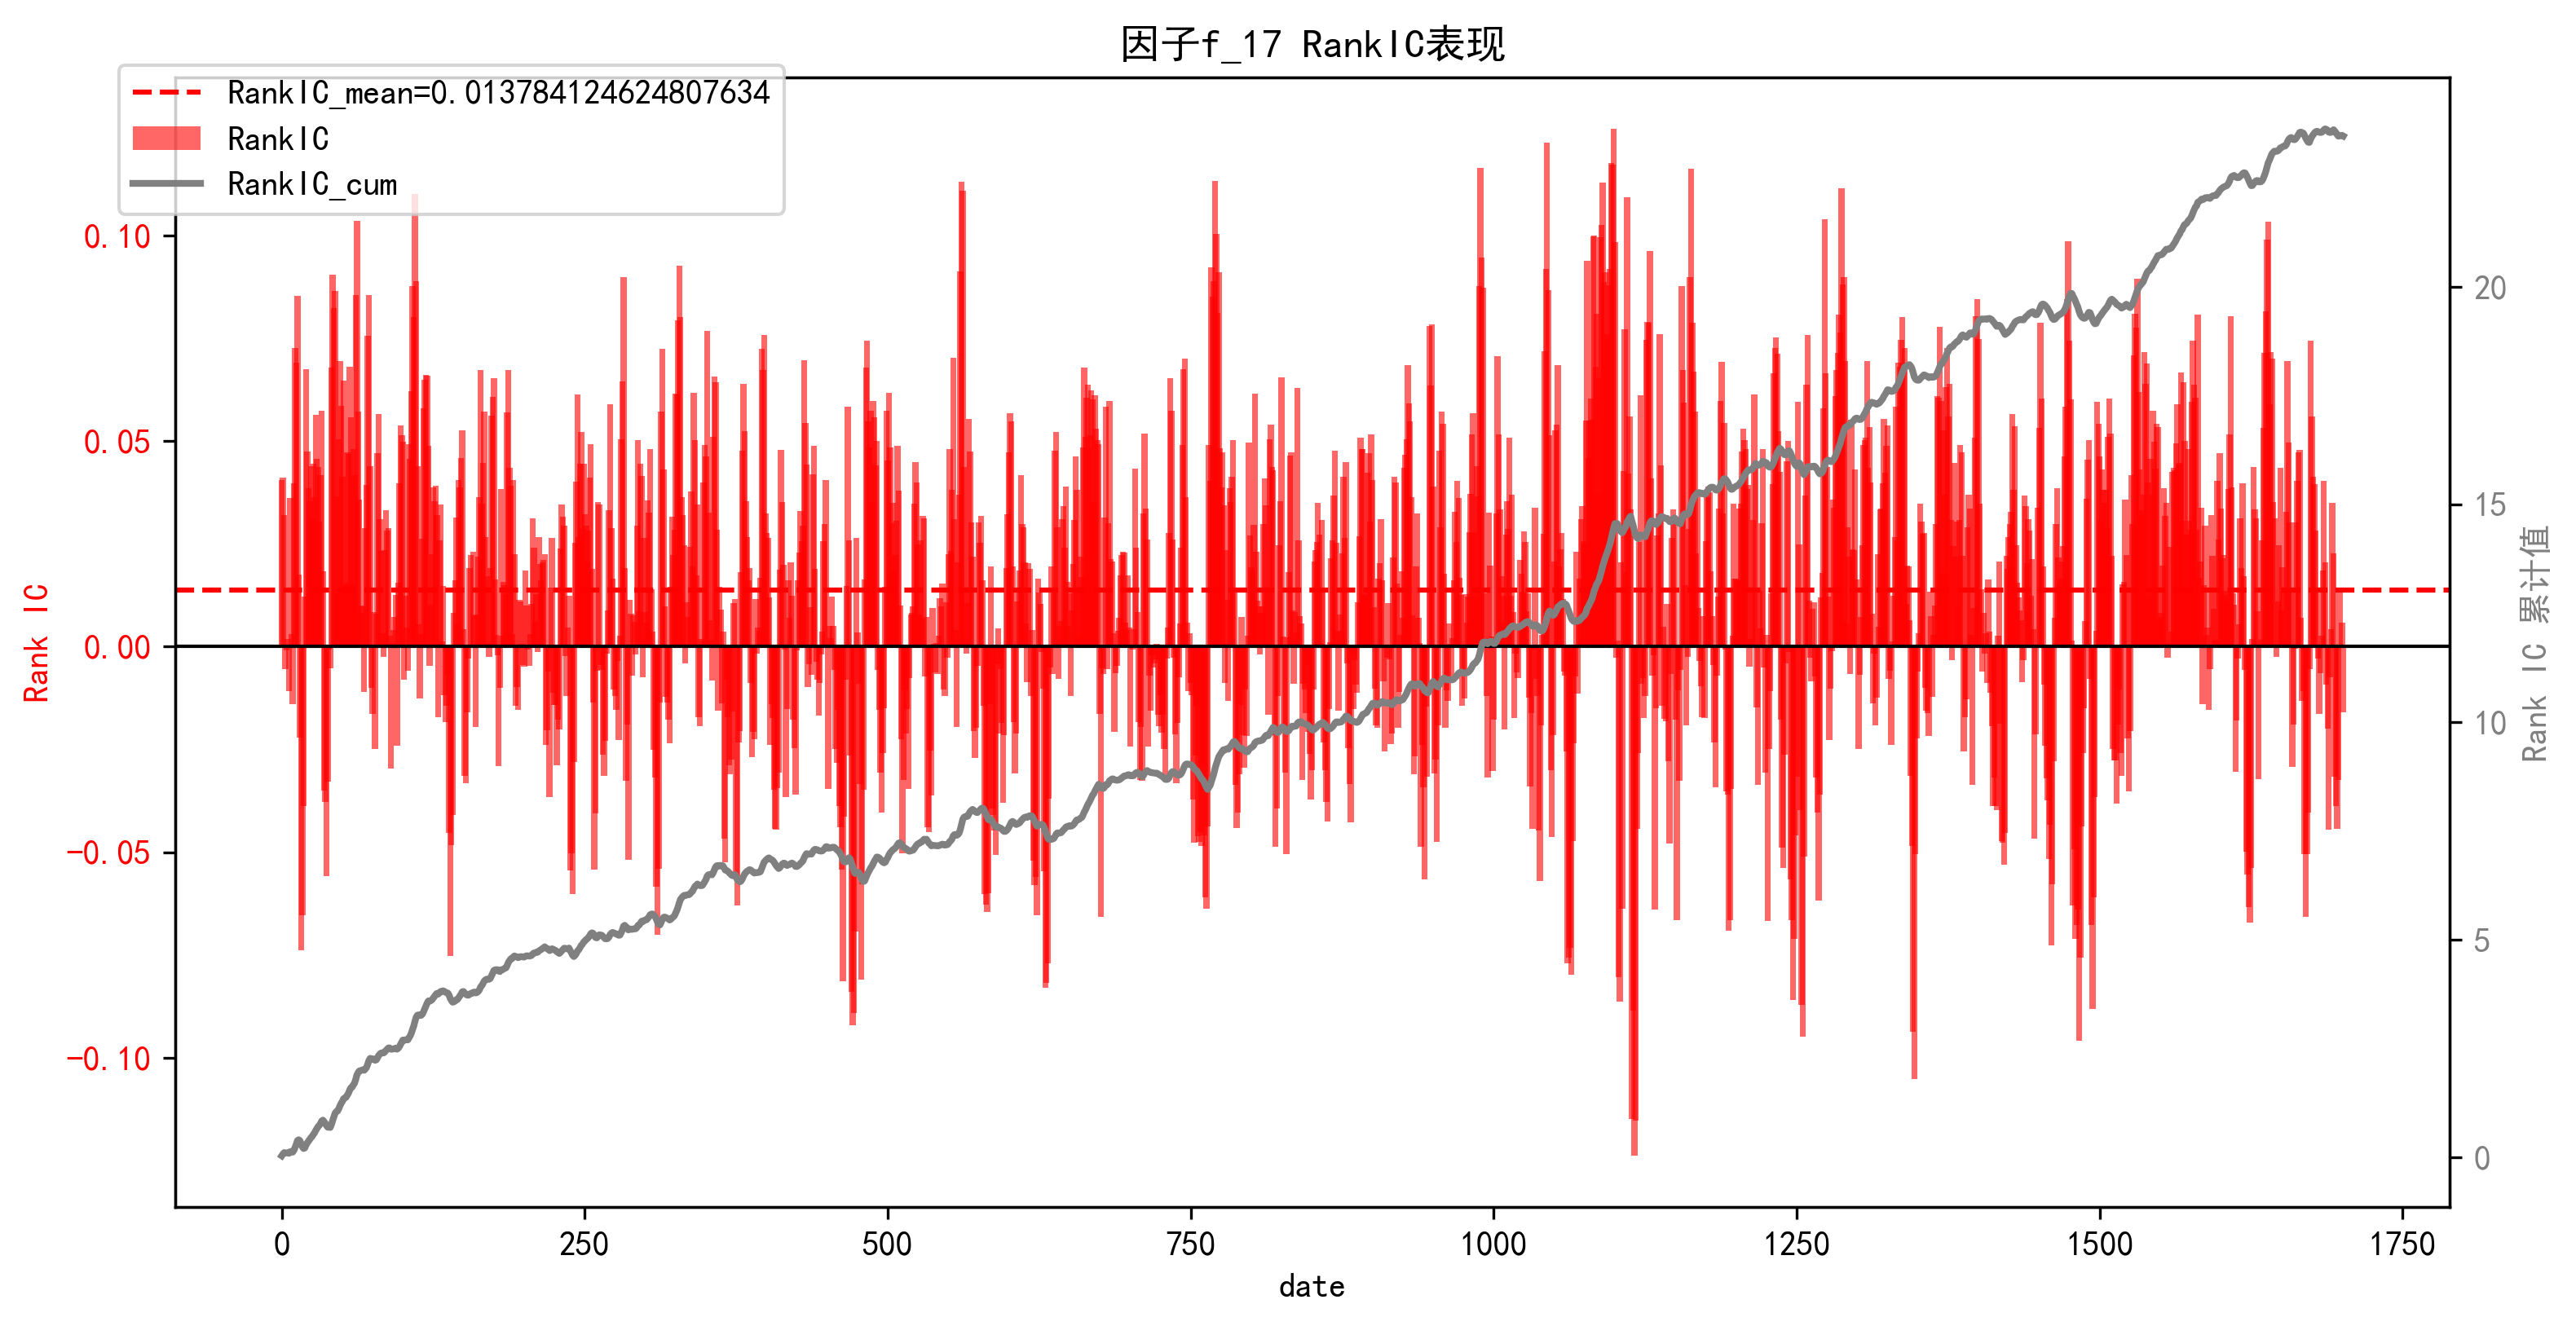 因子f_17 RankIC表现
RankIC_mean=0.013784124624807634
RankIC
RankIC_cum
0.10
0.05
0.00
-0.05
-0.10
Rank IC
20
15
10
5
0
Rank IC 累计值
0 250 500 750 1000 1250 1500 1750
date